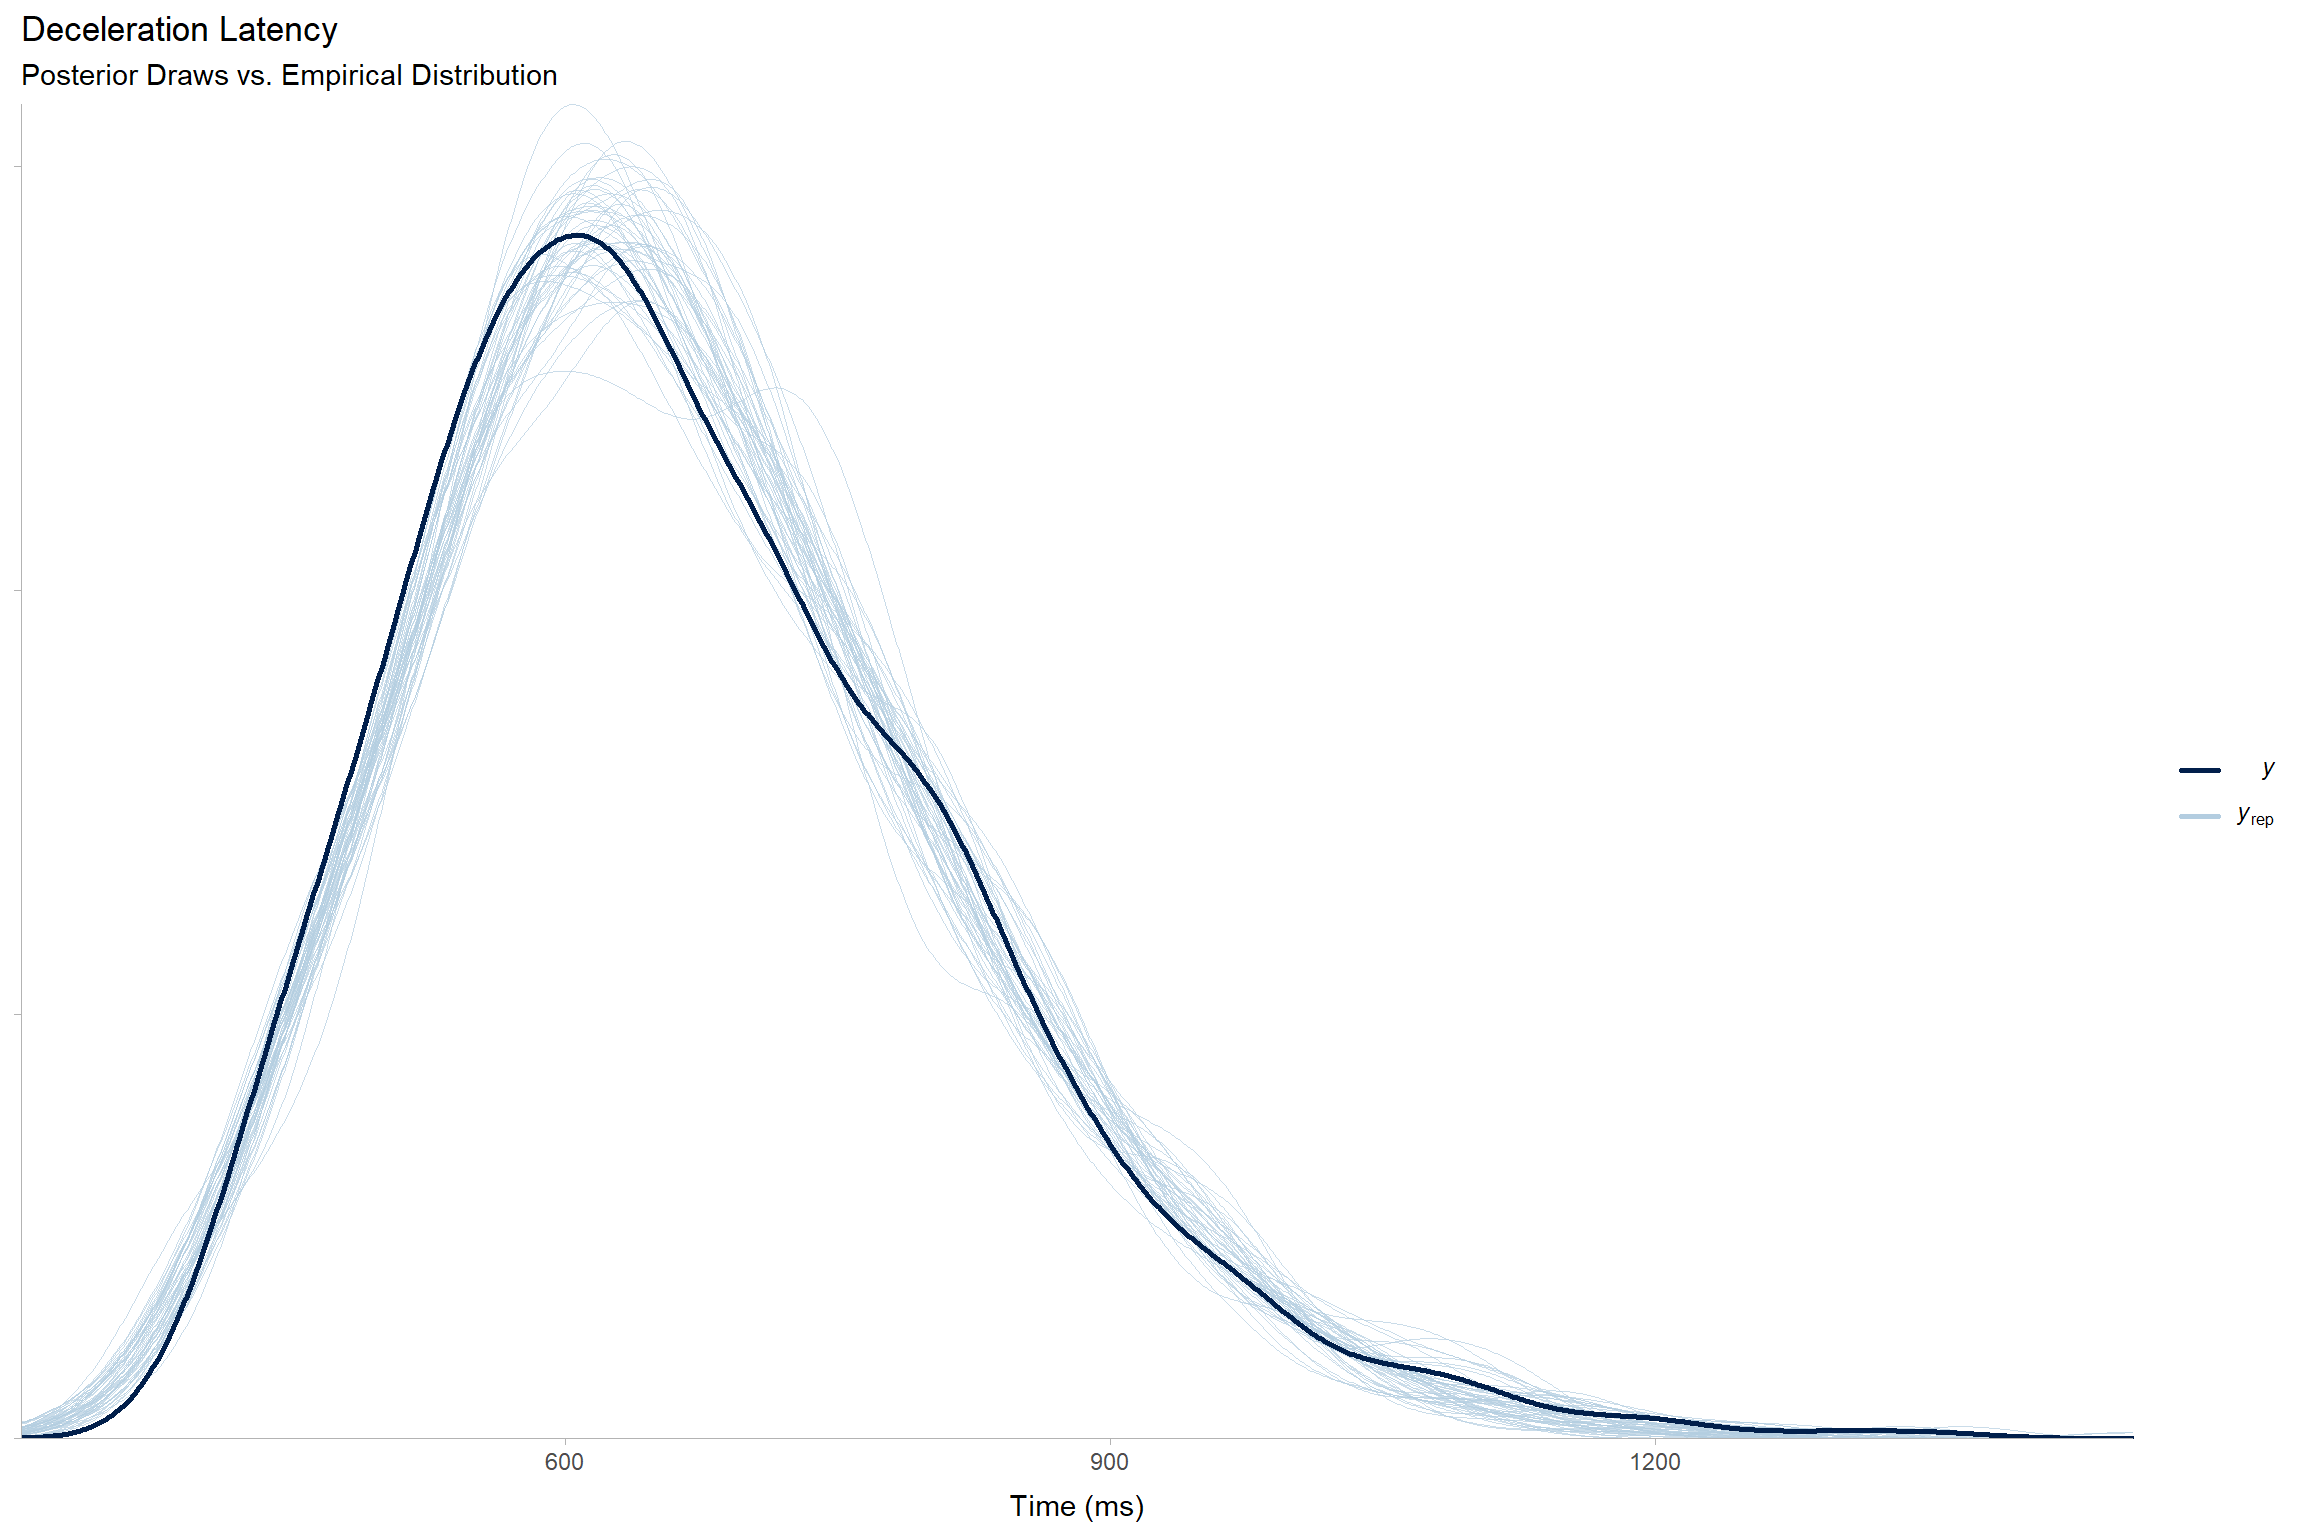 Deceleration Latency
Posterior Draws vs. Empirical Distribution
y
yrep
600 900 1200
Time (ms)